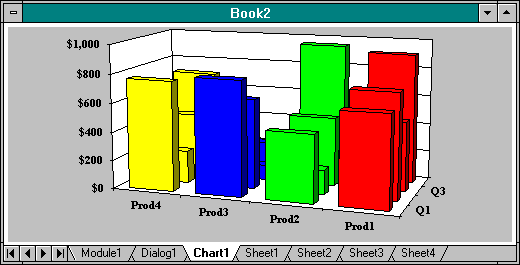 Book2
$1,000
$800
$600
$400
$200
$0
Prod4
Prod3
Prod2
Prod1
Q1
Q3
Module1 Dialog1 Chart1 Sheet1 Sheet2 Sheet3 Sheet4